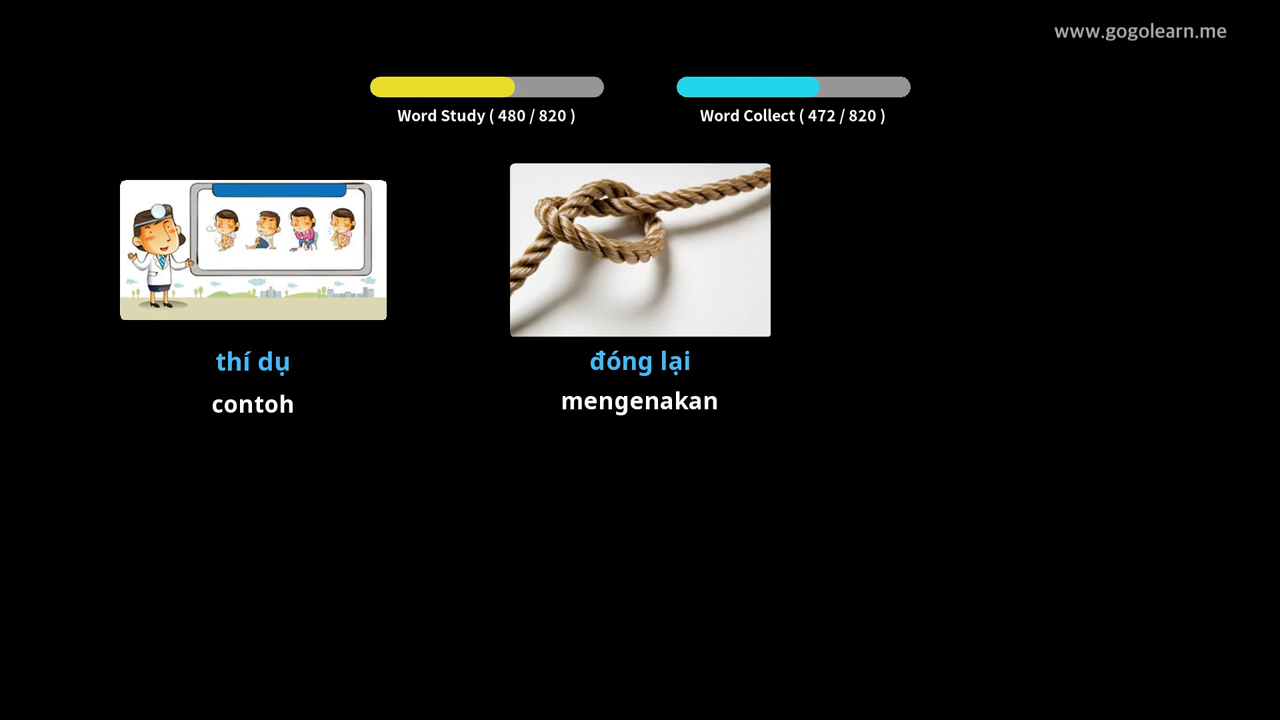 www.gogolearn.me
Word Study ( 480 / 820 )
Word Collect ( 472 / 820 )
thí dụ
contoh
đóng lại
mengenakan